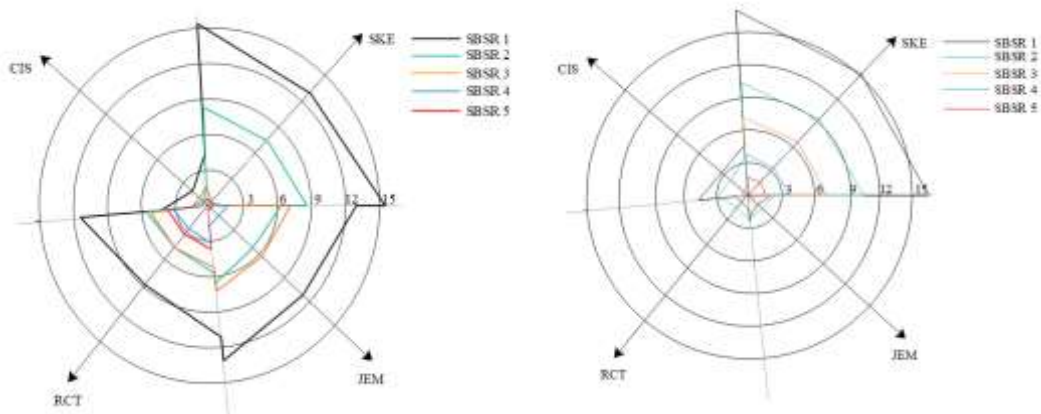 SKE
CIS
SBSR 1
SBSR 2
SBSR 3
SBSR 4
SBSR 5
3 6 9 12 15
RCT
JEM
SKE
CIS
SBSR 1
SBSR 2
SBSR 3
SBSR 4
SBSR 5
3 6 9 12 15
RCT
JEM